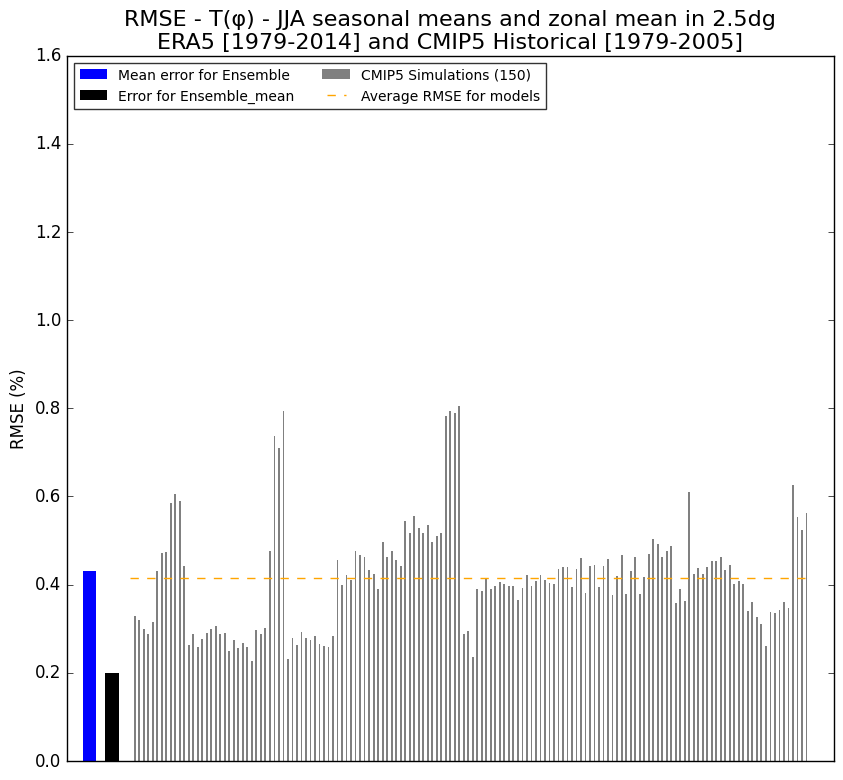 RMSE - T(φ) - JJA seasonal means and zonal mean in 2.5dg
ERA5 [1979-2014] and CMIP5 Historical [1979-2005]
1.6
1.4
1.2
1.0
0.8
0.6
0.4
0.2
0.0
RMSE (%)
Mean error for Ensemble
Error for Ensemble_mean
CMIP5 Simulations (150)
Average RMSE for models